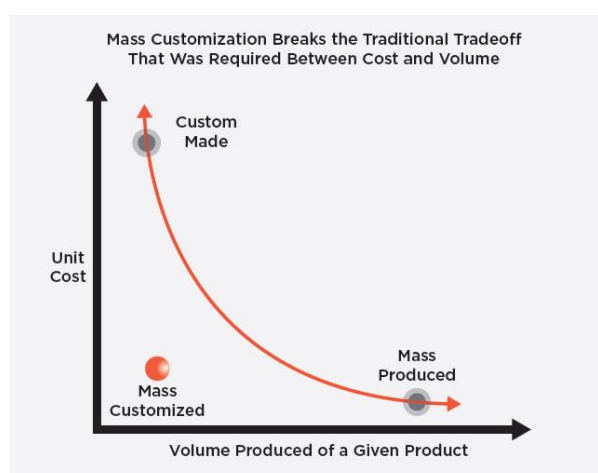 Mass Customization Breaks the Traditional Tradeoff
That Was Required Between Cost and Volume
Custom
Made
Unit
Cost
Mass
Produced
Mass
Customized
Volume Produced of a Given Product